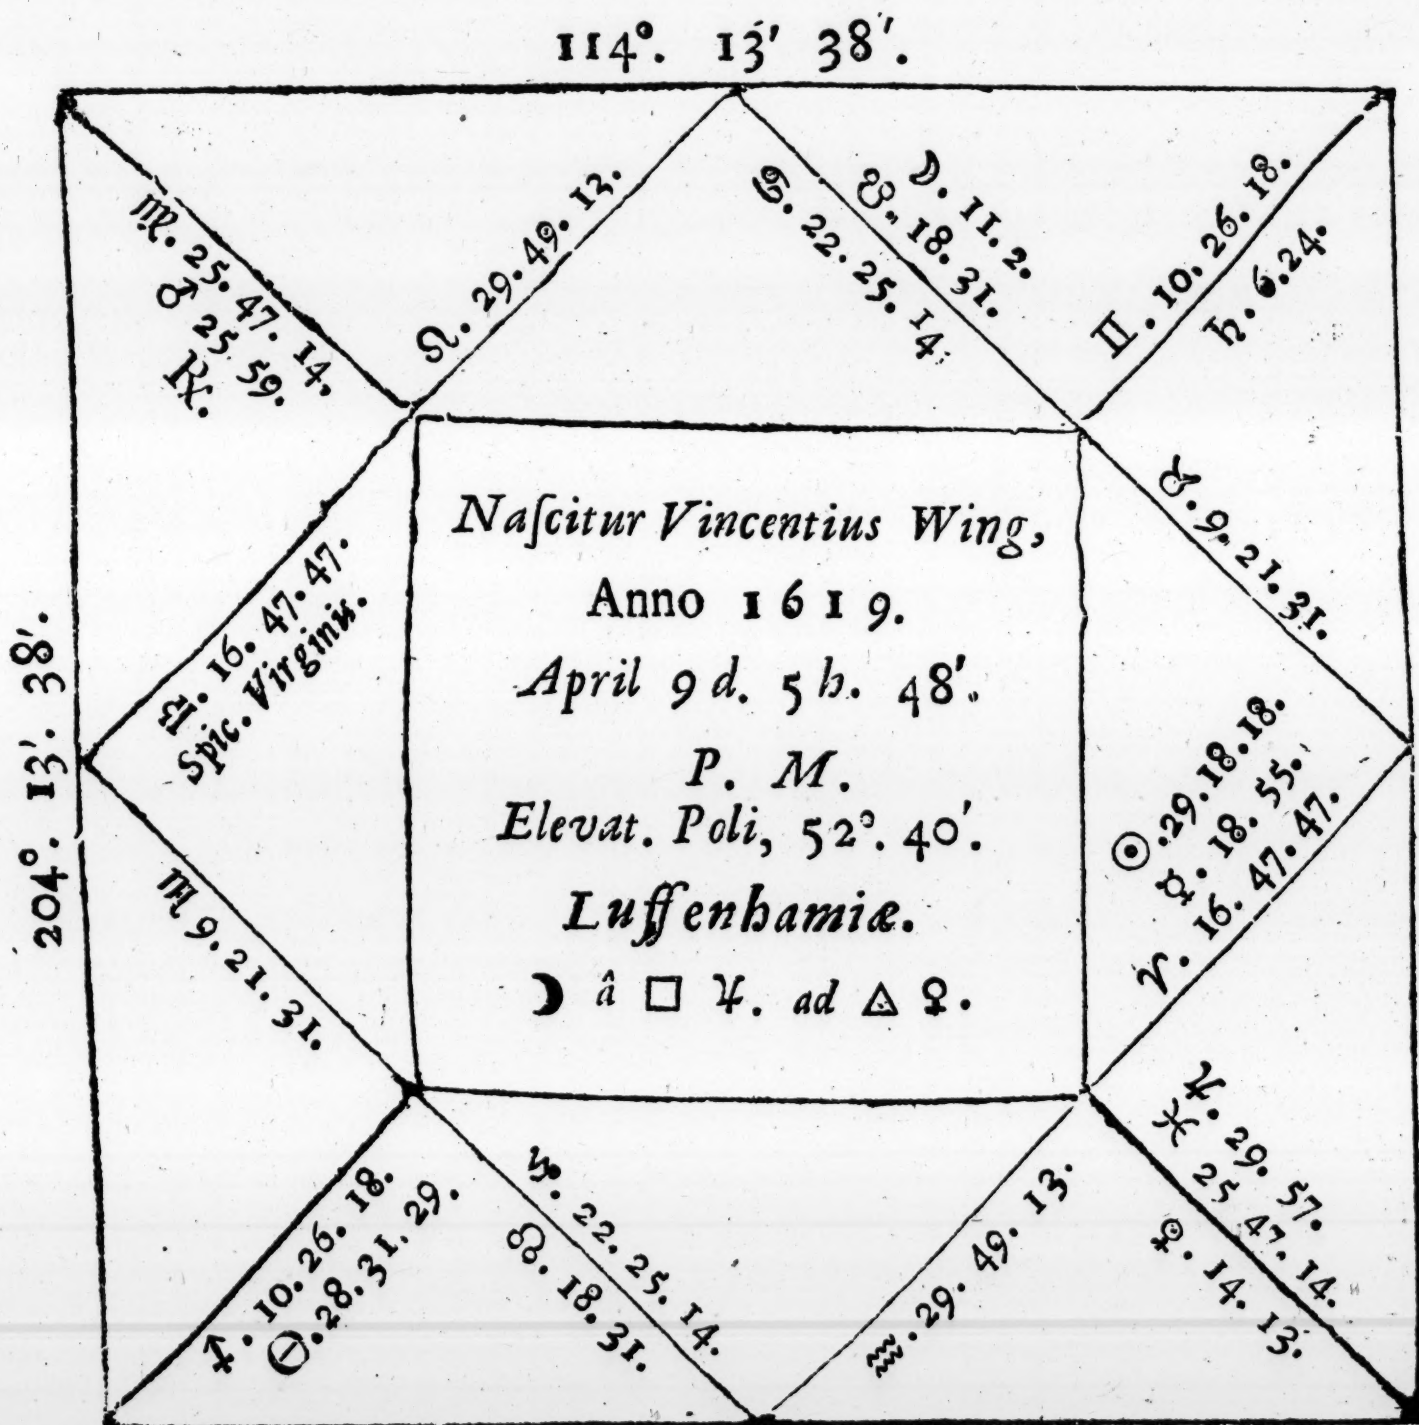 114°. 13′ 38′.
♍. 25. 47. 14.
♂ 25 59.
℞.
♌. 29. 49. 13.
☽. 11. 2.
☋. 18. 31.
♋. 22. 25. 14.
♊. 10. 26. 18.
♄. 6. 24.
♉. 9. 21. 31.
204°. 13′. 38′.
♎. 16. 47. 47.
Spic. Virginis.
Naſcitur Vincentius Wing,
Anno 1619.
April 9 d. 5 h. 48′.
P. M.
Elevat. Poli, 52°. 40′.
Luffenhamiæ.
☽ â □ ♃. ad △ ♀.
☉. 29. 18. 18.
☿. 18. 55.
♈. 16. 47. 47.
♏ 9. 21. 31.
♐. 10. 26. 18.
⊖. 28. 31. 29.
♑. 22. 25. 14.
☊. 18. 31.
♒. 29. 49. 13.
♃. 29. 57.
♓ 25 47. 14.
♀. 14. 13.